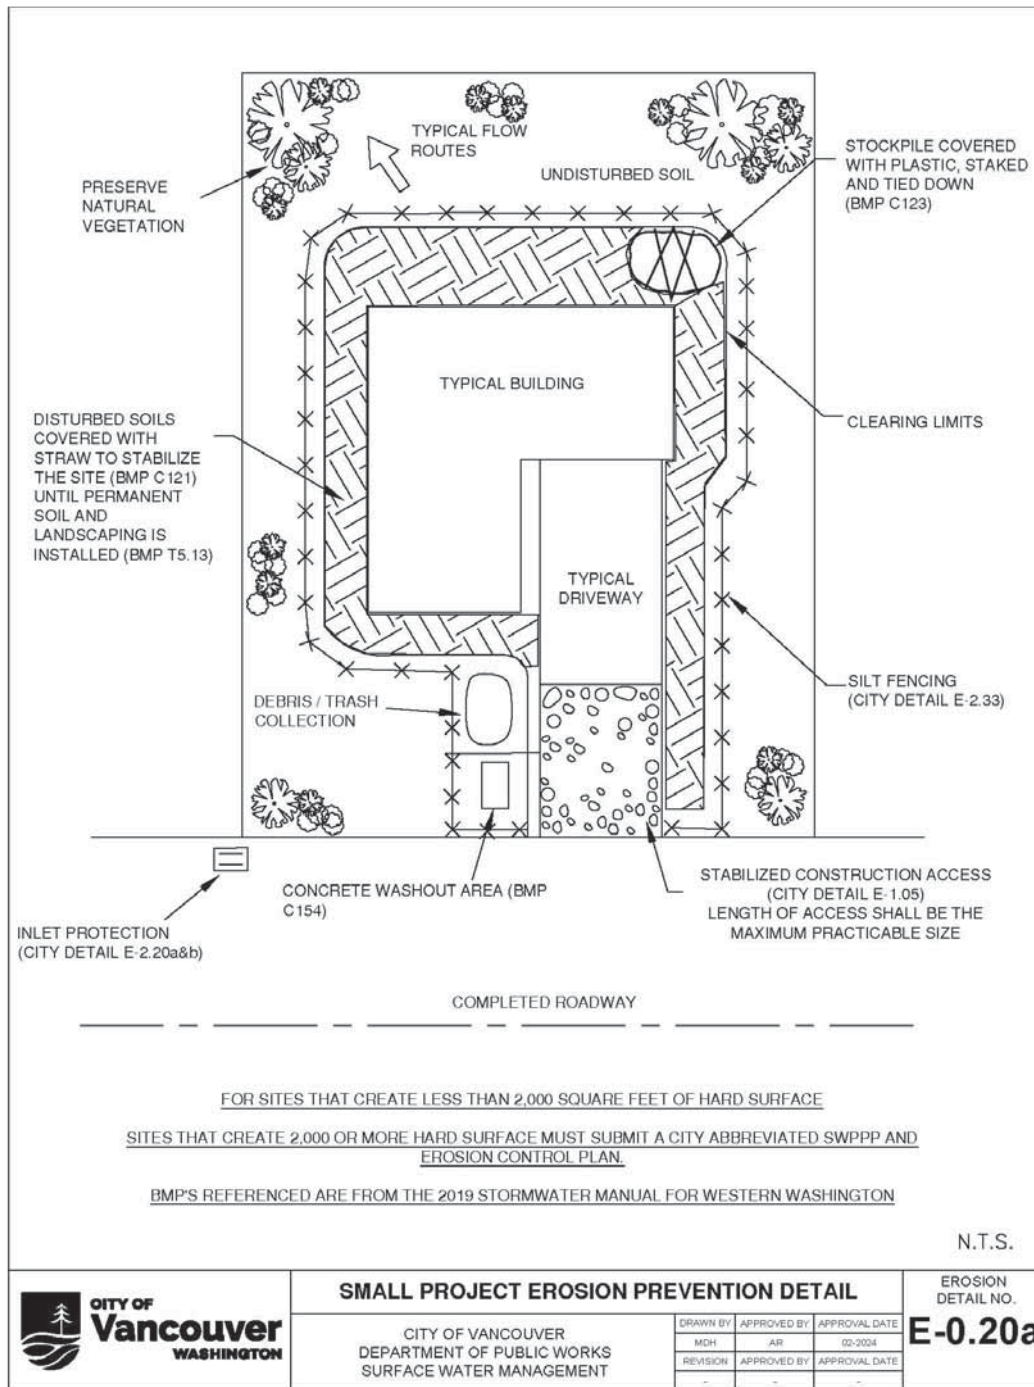 TYPICAL FLOW
ROUTES
UNDISTURBED SOIL
STOCKPILE COVERED
WITH PLASTIC, STAKED
AND TIED DOWN
(BMP C123)
PRESERVE
NATURAL
VEGETATION
TYPICAL BUILDING
CLEARING LIMITS
DISTURBED SOILS
COVERED WITH
STRAW TO STABILIZE
THE SITE (BMP C121)
UNTIL PERMANENT
SOIL AND
LANDSCAPING IS
INSTALLED (BMP T5.13)
TYPICAL
DRIVEWAY
SILT FENCING
(CITY DETAIL E-2.33)
DEBRIS / TRASH
COLLECTION
CONCRETE WASHOUT AREA (BMP
C154)
STABILIZED CONSTRUCTION ACCESS
(CITY DETAIL E-1.05)
LENGTH OF ACCESS SHALL BE THE
MAXIMUM PRACTICABLE SIZE
INLET PROTECTION
(CITY DETAIL E-2.20a&b)
COMPLETED ROADWAY
FOR SITES THAT CREATE LESS THAN 2,000 SQUARE FEET OF HARD SURFACE
SITES THAT CREATE 2,000 OR MORE HARD SURFACE MUST SUBMIT A CITY ABBREVIATED SWPPP AND
EROSION CONTROL PLAN.
BMP'S REFERENCED ARE FROM THE 2019 STORMWATER MANUAL FOR WESTERN WASHINGTON
N.T.S.
CITY OF
Vancouver
WASHINGTON
SMALL PROJECT EROSION PREVENTION DETAIL
CITY OF VANCOUVER
DEPARTMENT OF PUBLIC WORKS
SURFACE WATER MANAGEMENT
DRAWN BY APPROVED BY APPROVAL DATE
MDH AR 02-2024
REVISION APPROVED BY APPROVAL DATE
- - -
EROSION
DETAIL NO.
E-0.20a